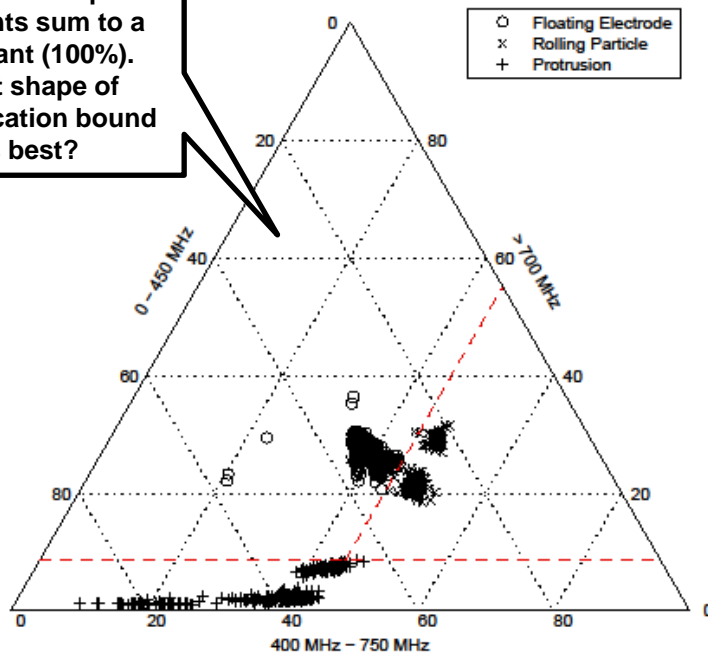 nts sum to a
ant (100%).
t shape of
cation bound
best?
0
Floating Electrode
Rolling Particle
Protrusion
20 80
0 – 450 MHz
> 700 MHz
40 60
60 40
80 20
0
0 20 40 60 80
400 MHz – 750 MHz